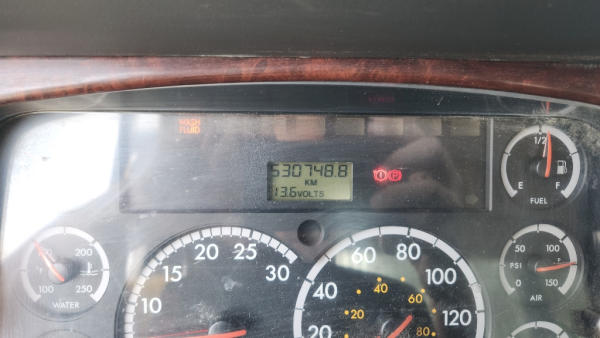 WASH
FLUID
630748.8
KM
13.6VOLTS
P
1/2
E F
FUEL
200
100 250
WATER
10 15 20 25 30
20 40 60 80 100 120
20 40 60 80
50 100
PSI °F
0 150
AIR